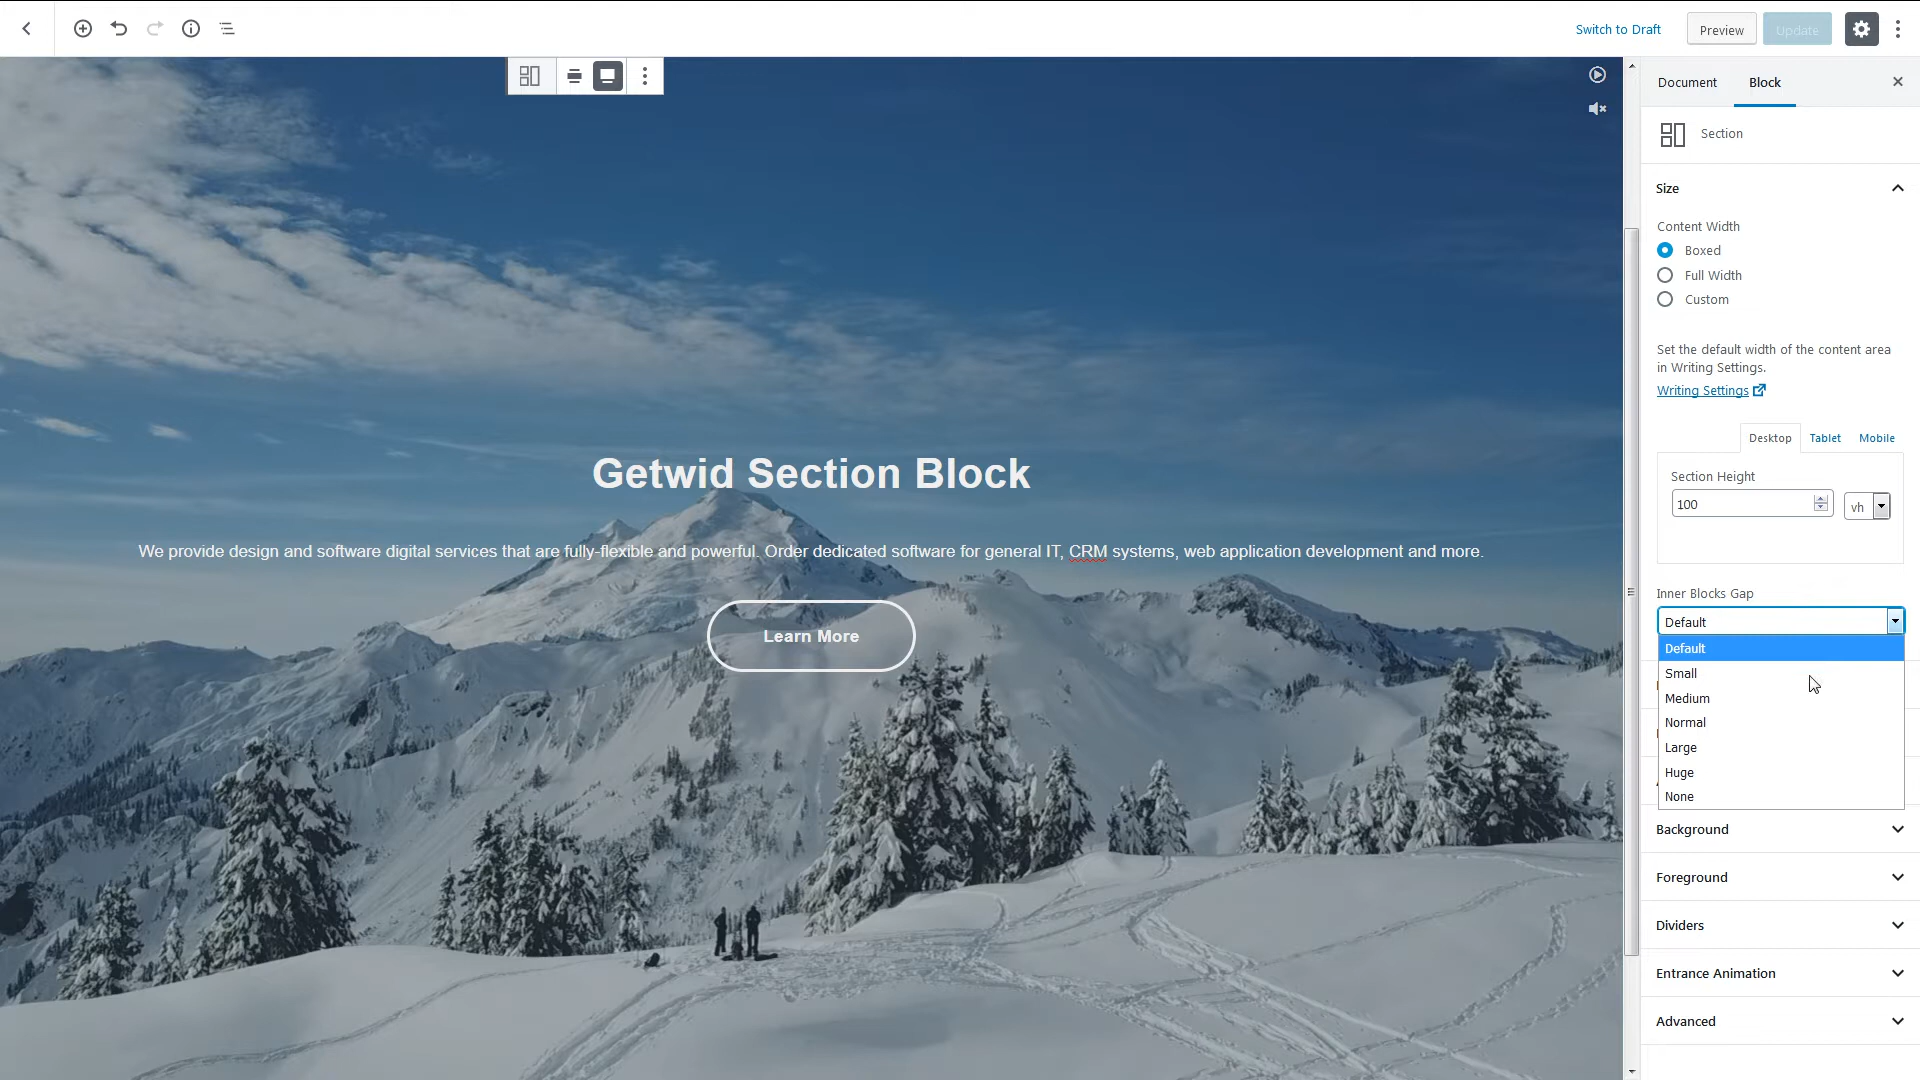 Switch to Draft
Preview
Update
Document
Block
Section
Size
Content Width
Boxed
Full Width
Custom
Set the default width of the content area
in Writing Settings.
Writing Settings
Desktop
Tablet
Mobile
Section Height
100
vh
Inner Blocks Gap
Default
Default
Small
Medium
Normal
Large
Huge
None
Background
Foreground
Dividers
Entrance Animation
Advanced
Getwid Section Block
We provide design and software digital services that are fully-flexible and powerful. Order dedicated software for general IT, CRM systems, web application development and more.
Learn More